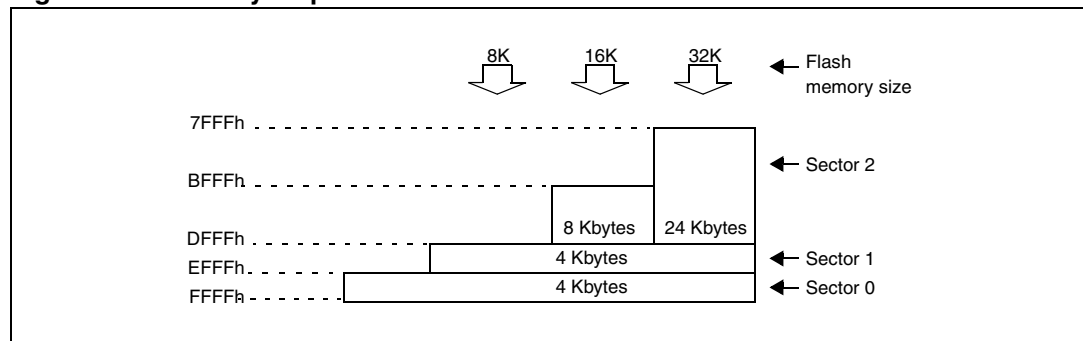 8K 16K 32K
Flash
memory size
7FFFh
Sector 2
BFFFh
8 Kbytes 24 Kbytes
DFFFh
4 Kbytes
Sector 1
EFFFh
4 Kbytes
Sector 0
FFFFh